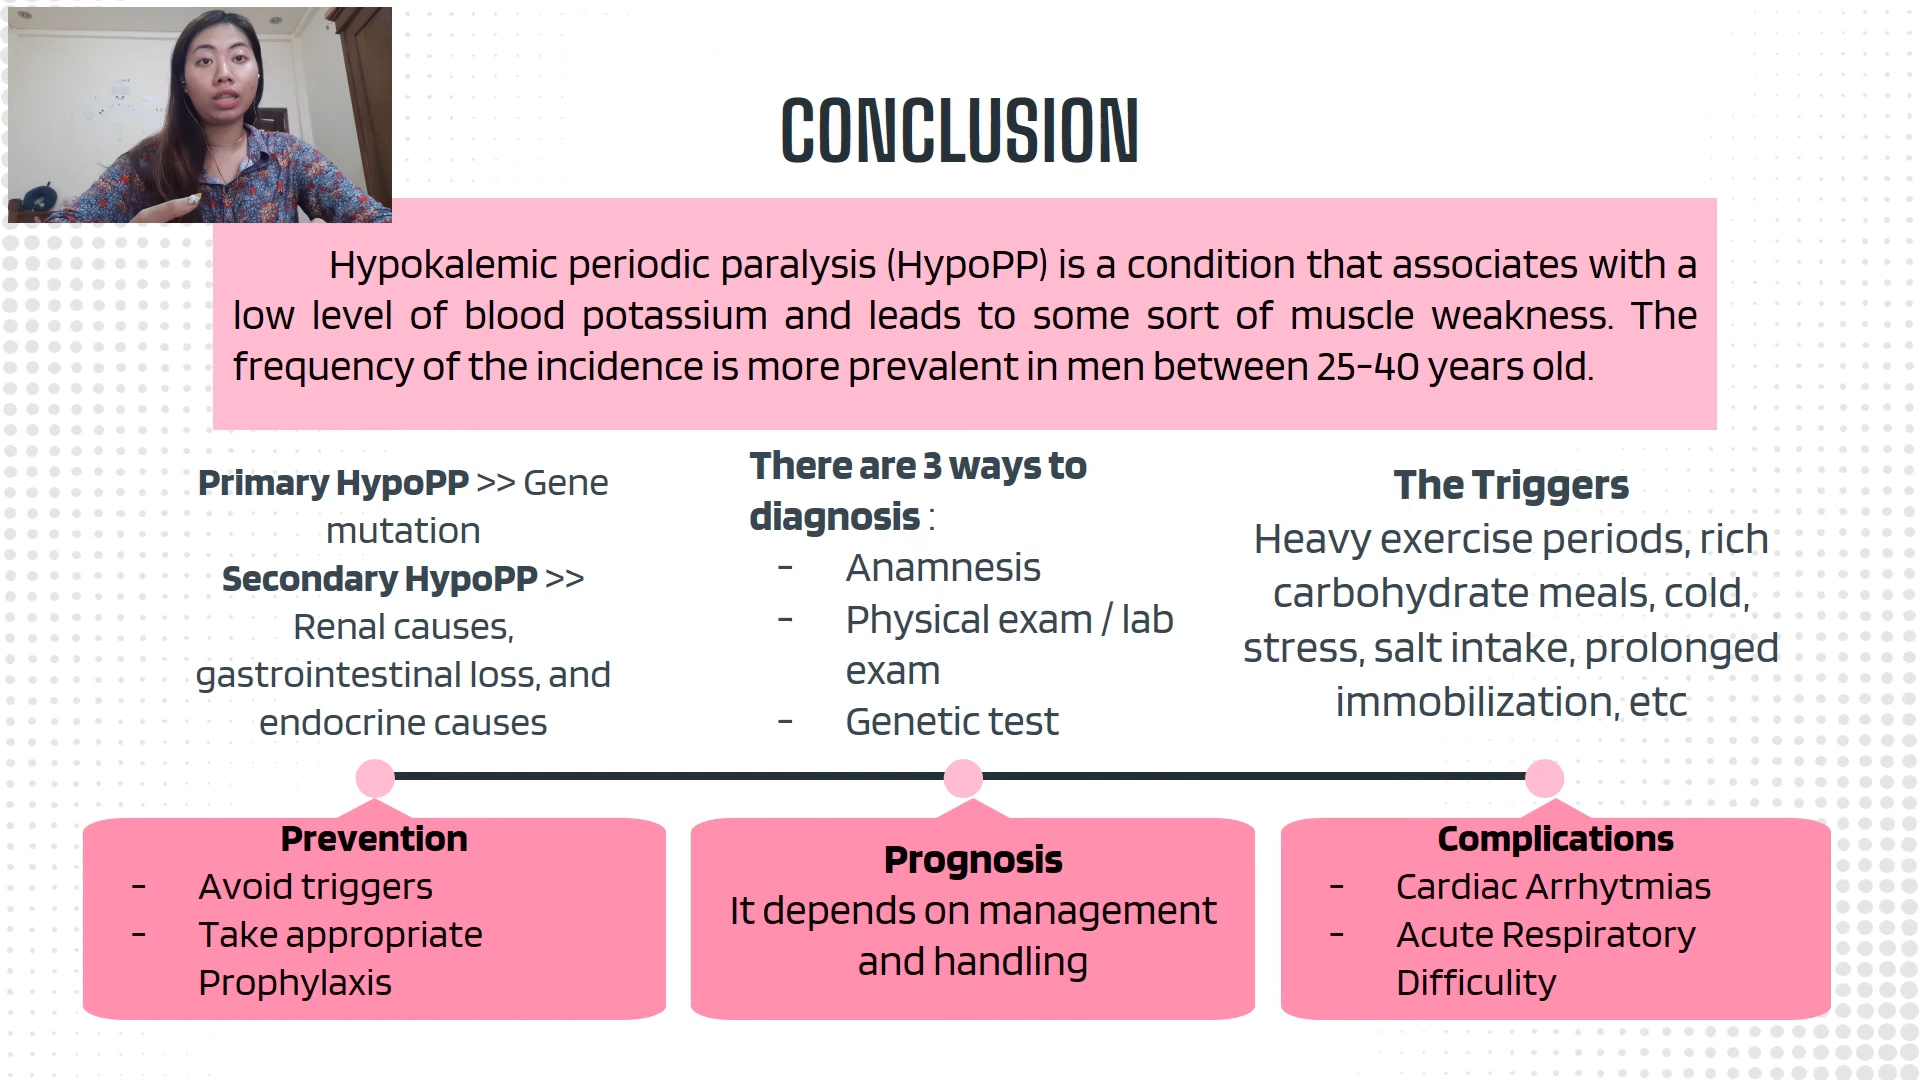 CONCLUSION
Hypokalemic periodic paralysis (HypoPP) is a condition that associates with a
low level of blood potassium and leads to some sort of muscle weakness. The
frequency of the incidence is more prevalent in men between 25-40 years old.
Primary HypoPP >> Gene
mutation
Secondary HypoPP >>
Renal causes,
gastrointestinal loss, and
endocrine causes
There are 3 ways to
diagnosis :
- Anamnesis
- Physical exam / lab
exam
- Genetic test
The Triggers
Heavy exercise periods, rich
carbohydrate meals, cold,
stress, salt intake, prolonged
immobilization, etc
Prevention
- Avoid triggers
- Take appropriate
Prophylaxis
Prognosis
It depends on management
and handling
Complications
- Cardiac Arrhytmias
- Acute Respiratory
Difficulity